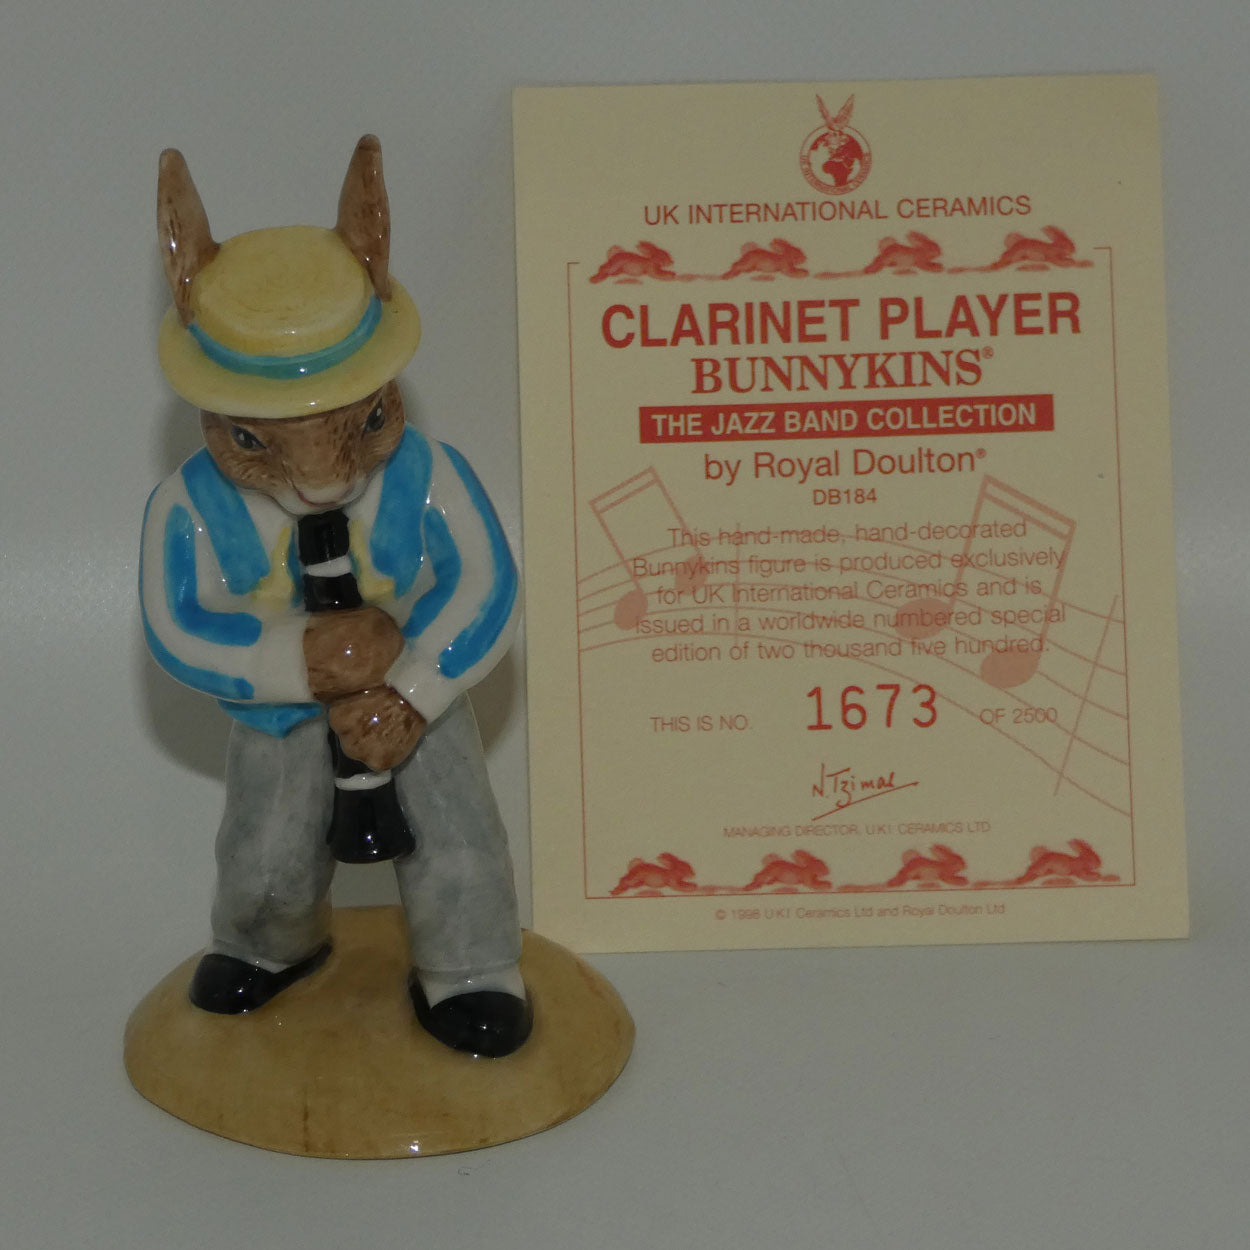 UK INTERNATIONAL CERAMICS
CLARINET PLAYER
BUNNYKINS®
THE JAZZ BAND COLLECTION
by Royal Doulton®
DB184
This hand-made, hand-decorated
Bunnykins figure is produced exclusively
for UK International Ceramics and is
issued in a worldwide numbered special
edition of two thousand five hundred.
THIS IS NO. 1673 OF 2500
N. Tzimas
MANAGING DIRECTOR, U.K.I. CERAMICS LTD
© 1998 U.K.I Ceramics Ltd and Royal Doulton Ltd